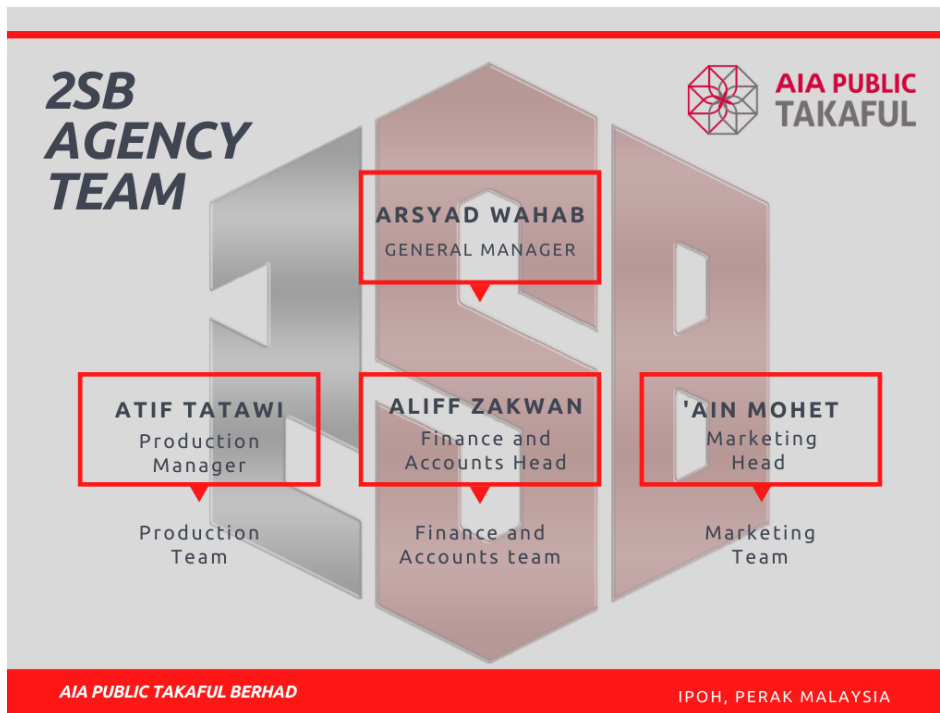 2SB
AGENCY
TEAM
AIA PUBLIC
TAKAFUL
ARSYAD WAHAB
GENERAL MANAGER
ATIF TATAWI
Production
Manager
ALIFF ZAKWAN
Finance and
Accounts Head
'AIN MOHET
Marketing
Head
Production
Team
Finance and
Accounts team
Marketing
Team
AIA PUBLIC TAKAFUL BERHAD
IPOH, PERAK MALAYSIA